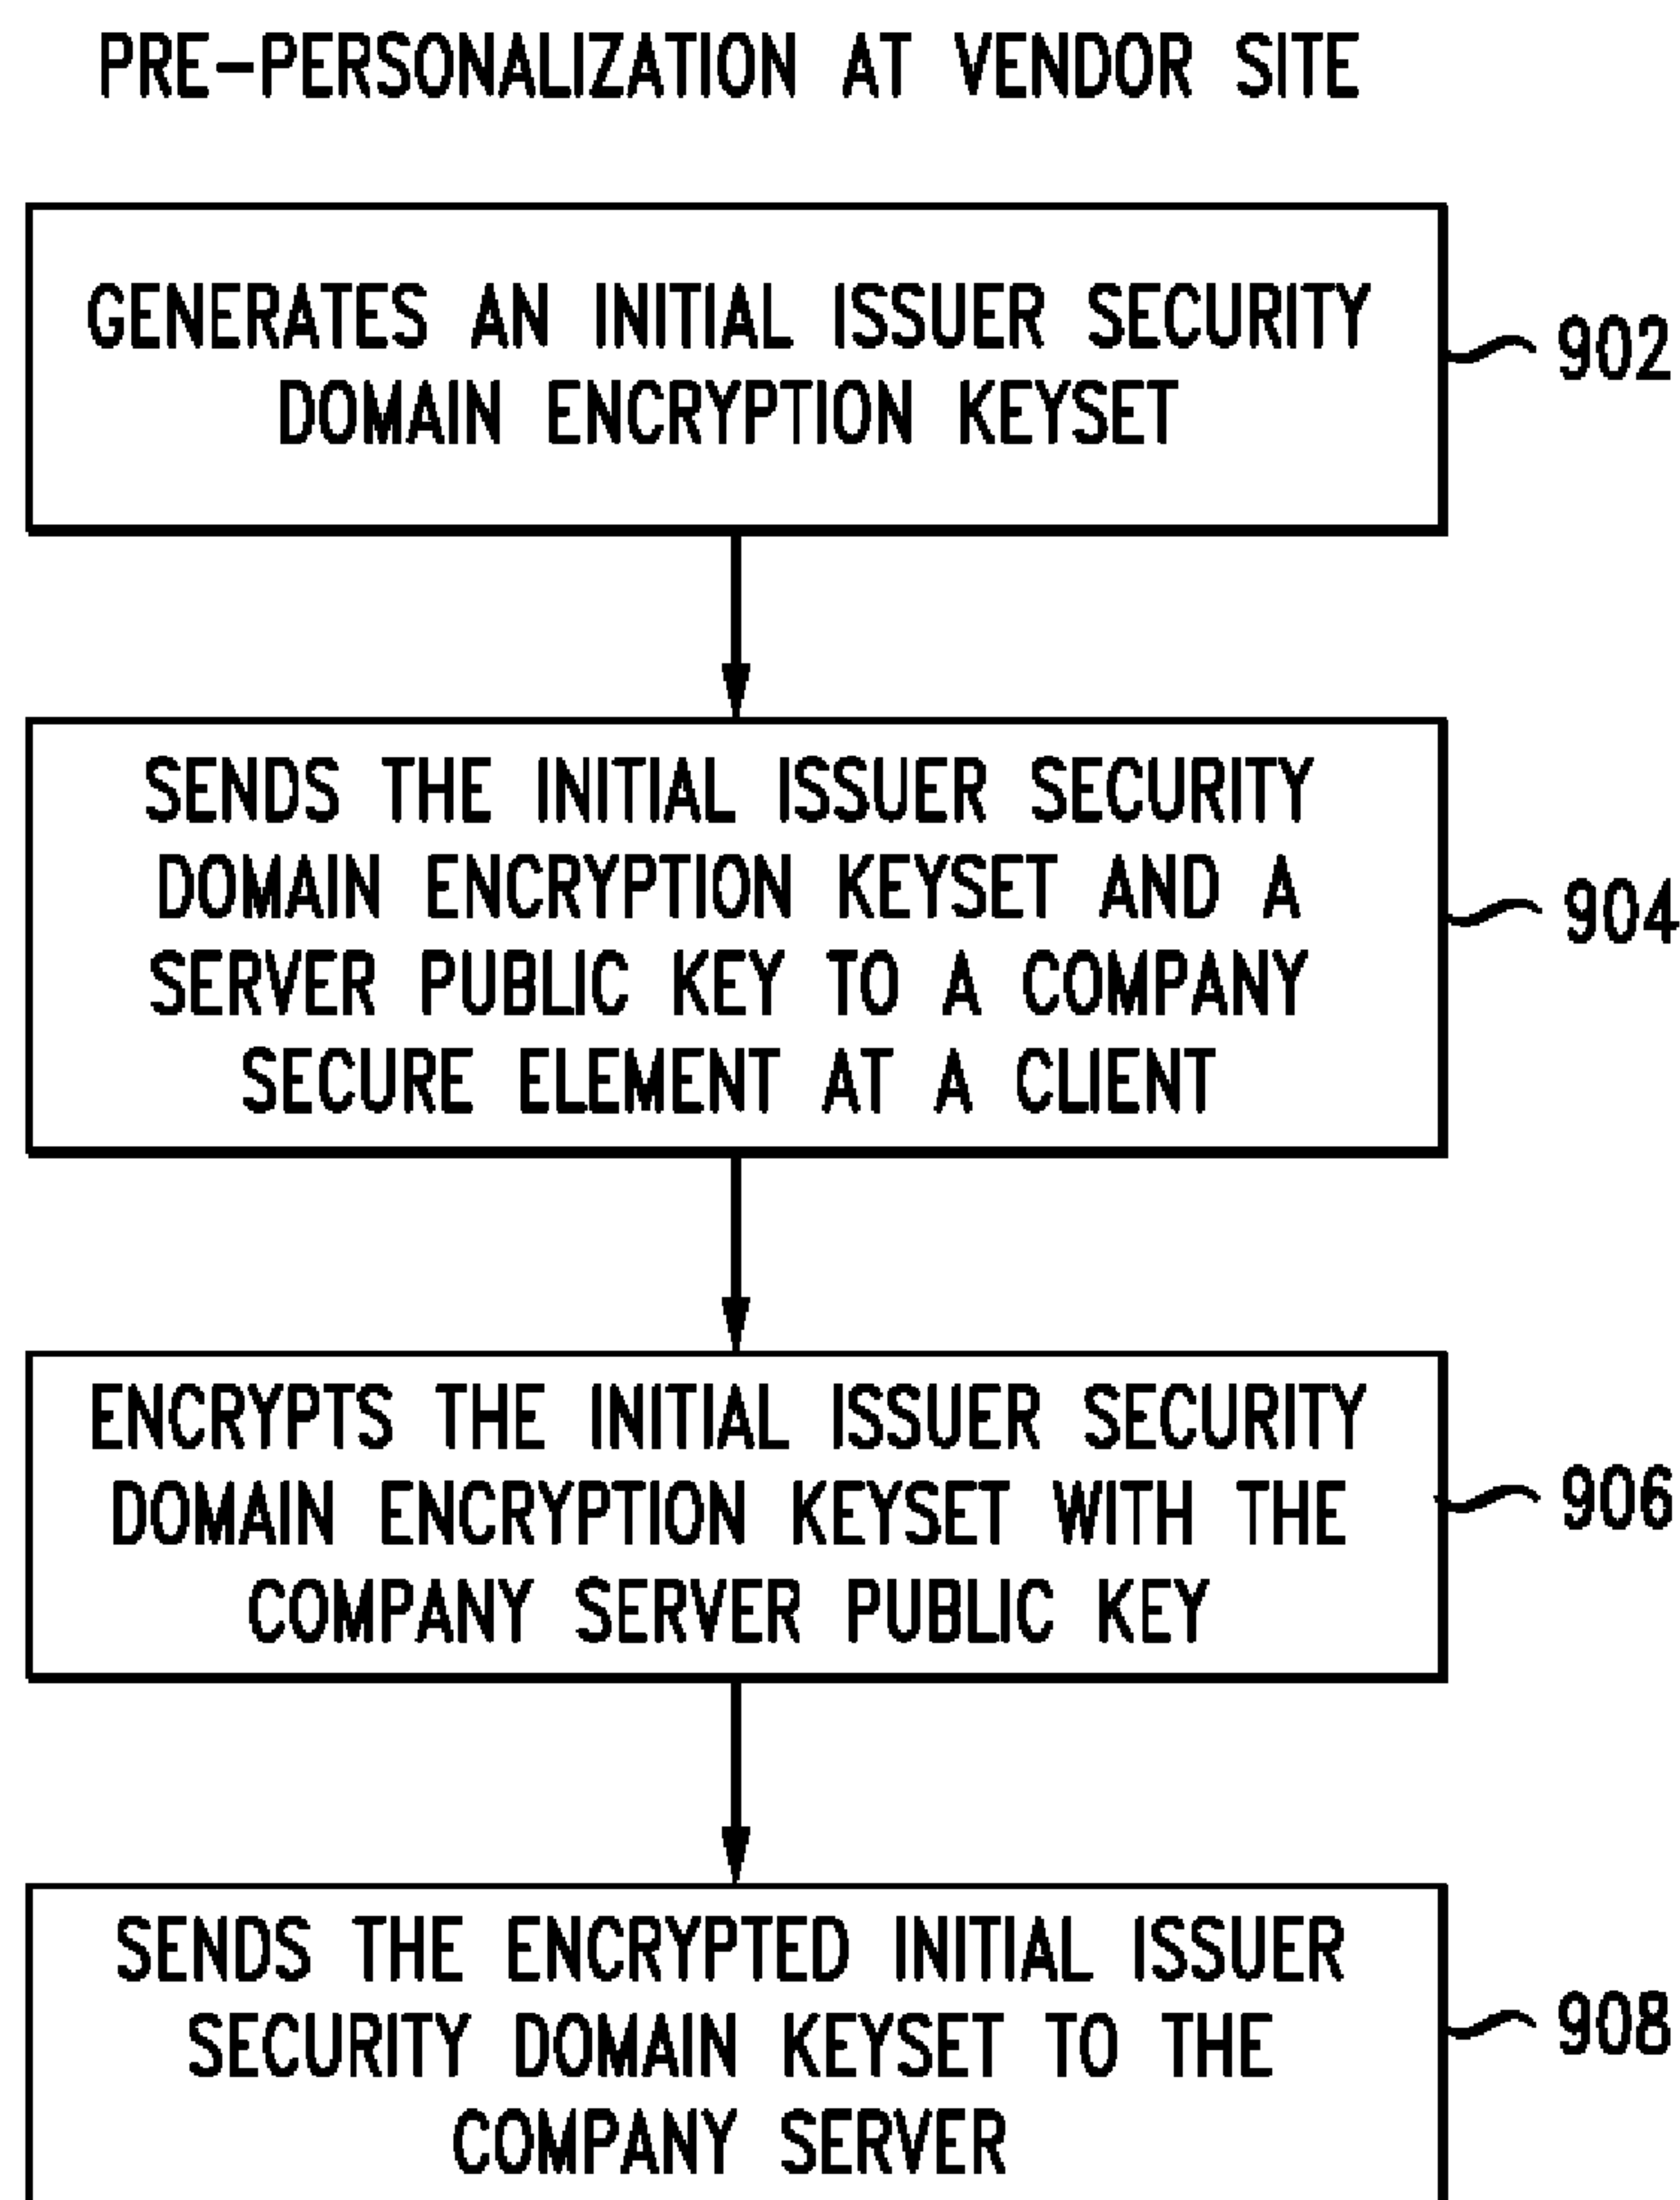 PRE-PERSONALIZATION AT VENDOR SITE
GENERATES AN INITIAL ISSUER SECURITY
DOMAIN ENCRYPTION KEYSET
902
SENDS THE INITIAL ISSUER SECURITY
DOMAIN ENCRYPTION KEYSET AND A
SERVER PUBLIC KEY TO A COMPANY
SECURE ELEMENT AT A CLIENT
904
ENCRYPTS THE INITIAL ISSUER SECURITY
DOMAIN ENCRYPTION KEYSET WITH THE
COMPANY SERVER PUBLIC KEY
906
SENDS THE ENCRYPTED INITIAL ISSUER
SECURITY DOMAIN KEYSET TO THE
COMPANY SERVER
908